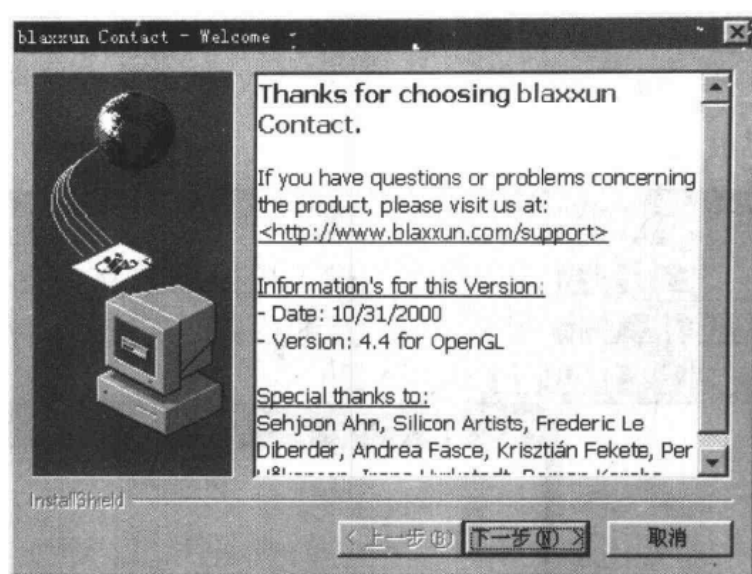 blaxxun Contact - Welcome
Thanks for choosing blaxxun
Contact.
If you have questions or problems concerning
the product, please visit us at:
<http://www.blaxxun.com/support>
Information's for this Version:
- Date: 10/31/2000
- Version: 4.4 for OpenGL
Special thanks to:
Sehjoon Ahn, Silicon Artists, Frederic Le
Diberder, Andrea Fasce, Krisztián Fekete, Per
InstallShield
< 上一步(B) 下一步(N) > 取消